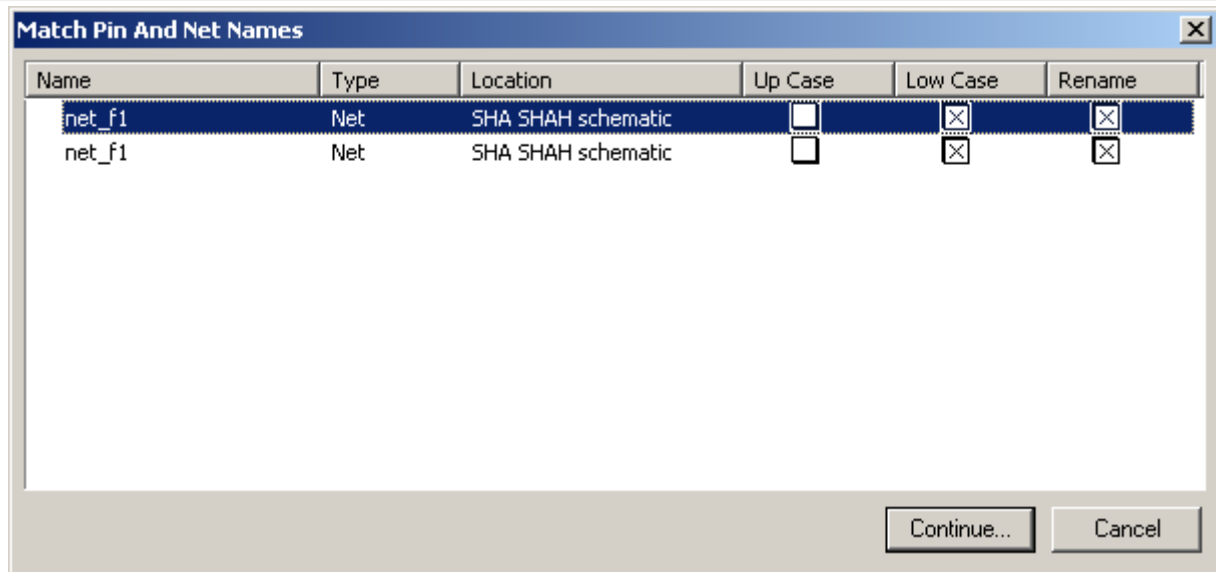 Match Pin And Net Names
Name Type Location Up Case Low Case Rename
net_f1 Net SHA SHAH schematic
net_f1 Net SHA SHAH schematic
Continue... Cancel